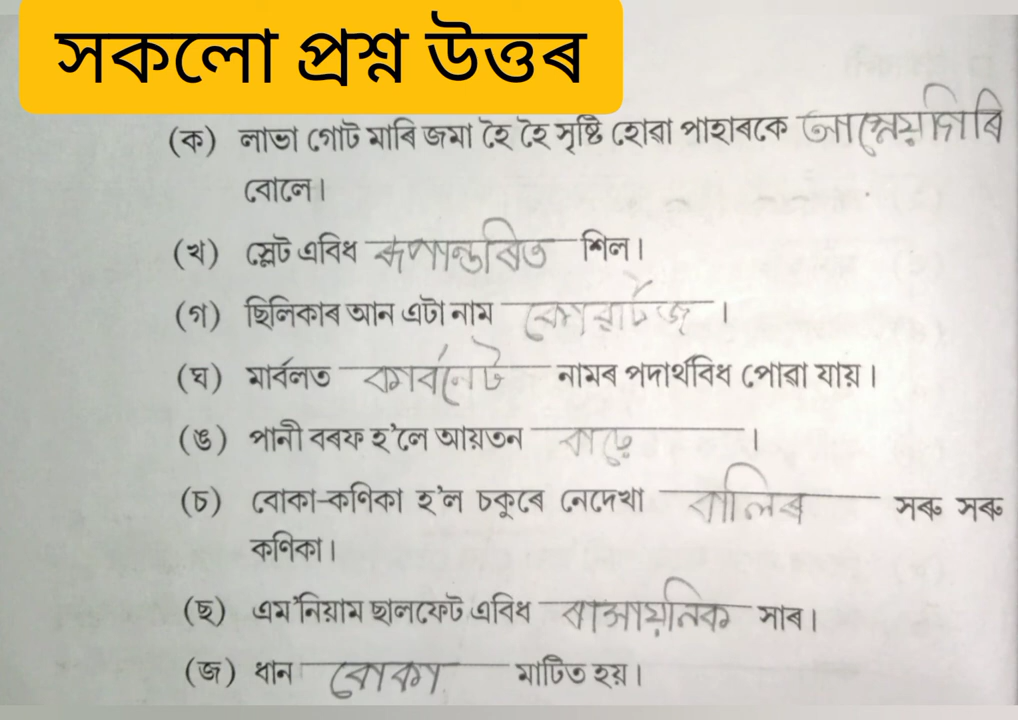 সকলো প্ৰশ্ন উত্তৰ
(ক) লাভা গোট মাৰি জমা হৈ হৈ সৃষ্টি হোৱা পাহাৰকে আগ্নেয়গিৰি
বোলে।
(খ) স্লেট এবিধ ৰূপান্তৰিত শিল।
(গ) ছিলিকাৰ আন এটা নাম কোৱাৰ্টজ ।
(ঘ) মাৰ্বলত কাৰ্বনেট নামৰ পদাৰ্থবিধ পোৱা যায়।
(ঙ) পানী বৰফ হ'লে আয়তন বাঢ়ে ।
(চ) বোকা-কণিকা হ'ল চকুৰে নেদেখা বালিৰ সৰু সৰু
কণিকা।
(ছ) এম'নিয়াম ছালফেট এবিধ ৰাসায়নিক সাৰ।
(জ) ধান বোকা মাটিত হয়।